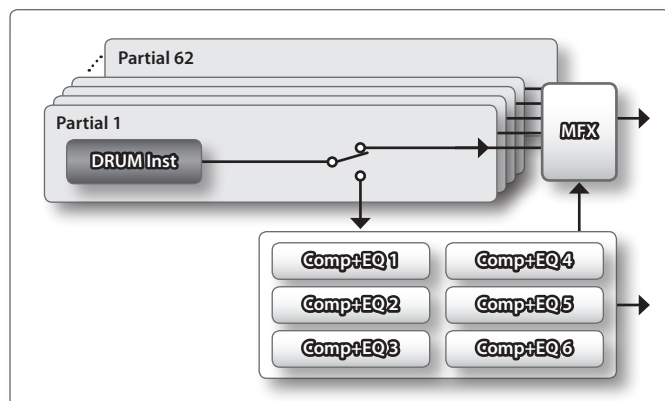 Partial 62
Partial 1
DRUM Inst
MFX
Comp+EQ 1
Comp+EQ 4
Comp+EQ 2
Comp+EQ 5
Comp+EQ 3
Comp+EQ 6